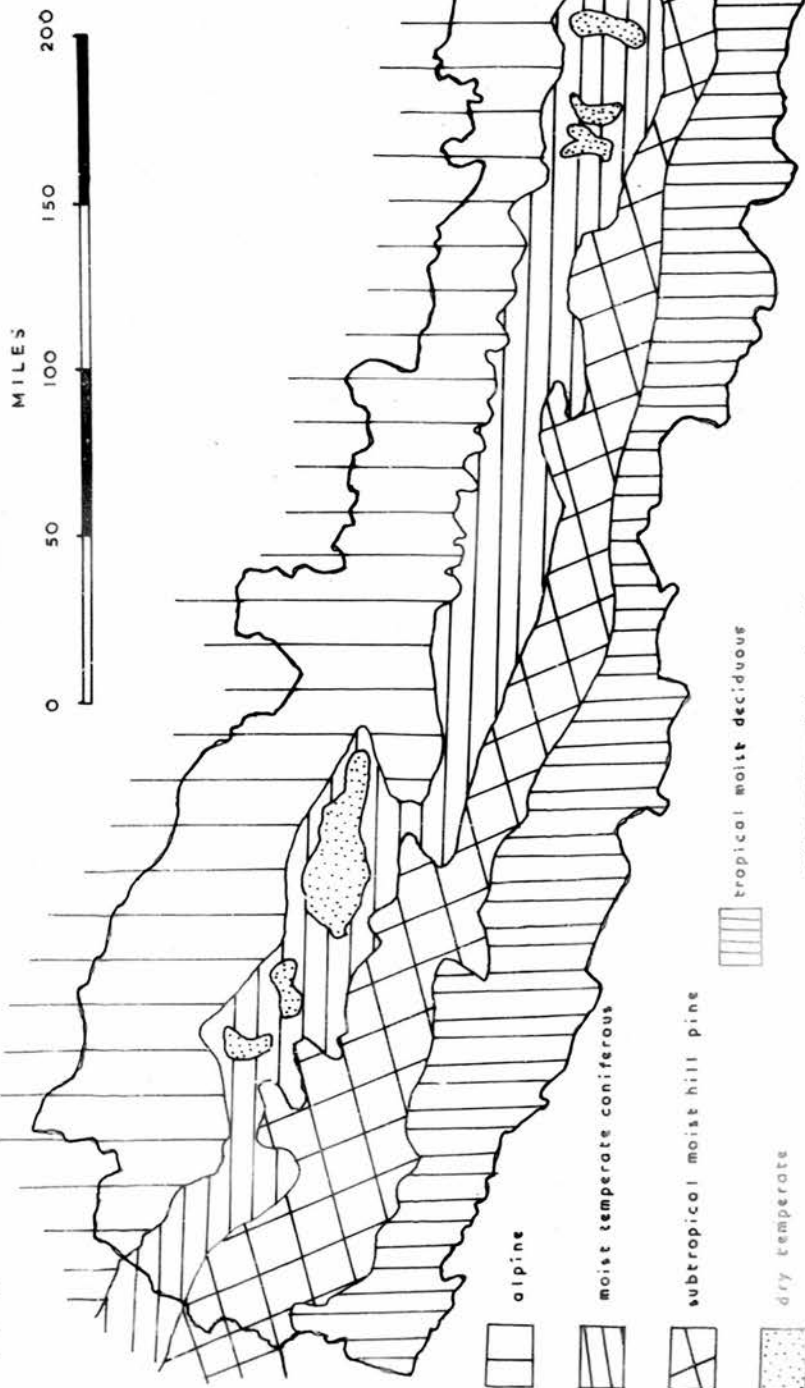 MILES
0 50 100 150 200
alpine
moist temperate coniferous
subtropical moist hill pine
dry temperate
tropical moist deciduous